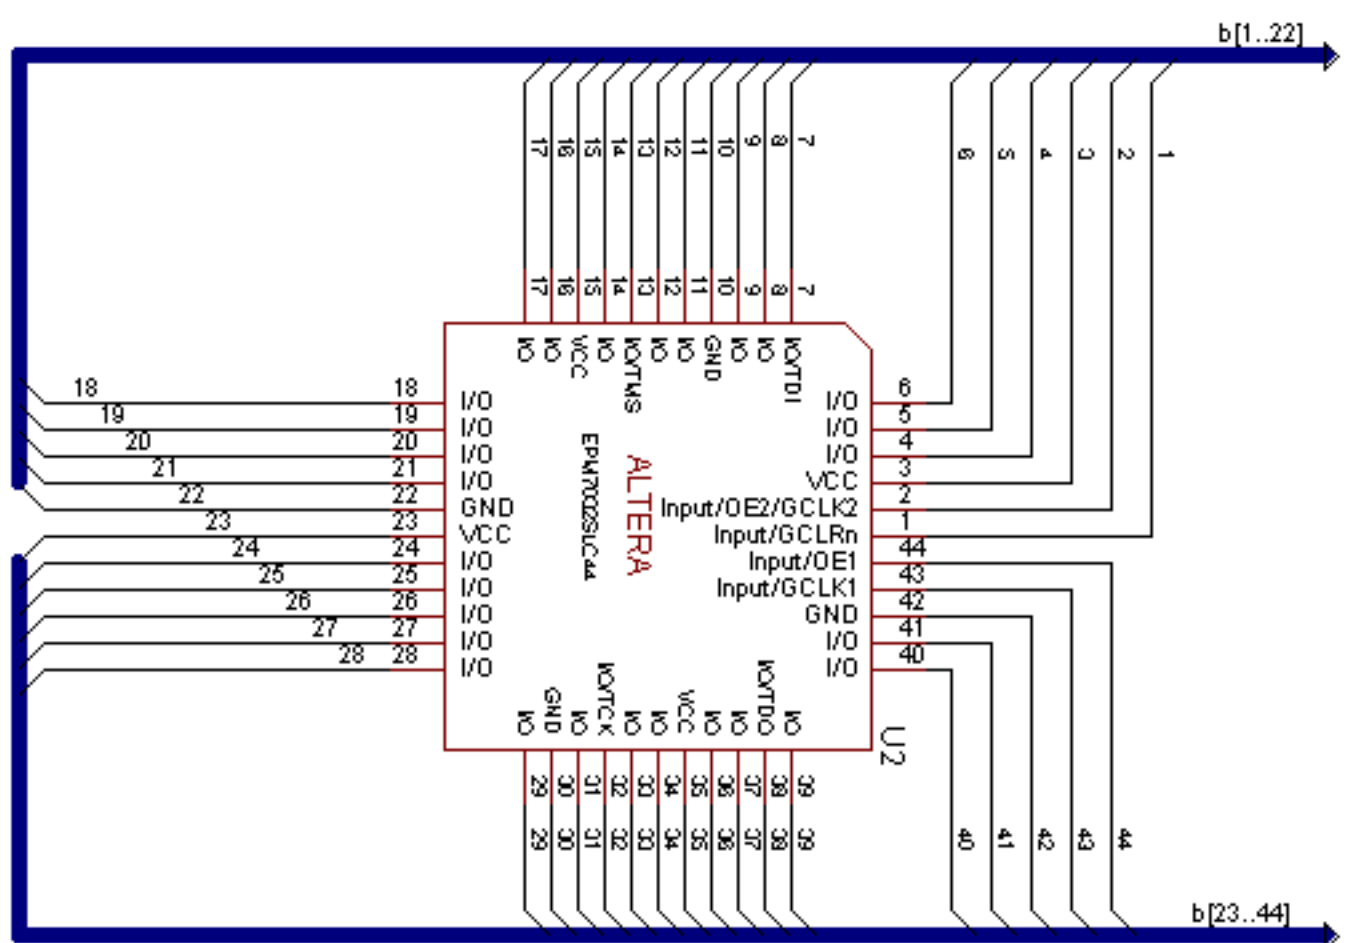 b[1..22]
17 16 15 14 13 12 11 10 9 8 7
6 5 4 3 2 1
17 16 15 14 13 12 11 10 9 8 7
I/O I/O VCC I/O I/O/TMS I/O I/O GND I/O I/O I/O/TDI
18 18 I/O
19 19 I/O
20 20 I/O
21 21 I/O
22 22 GND
23 23 VCC
24 24 I/O
25 25 I/O
26 26 I/O
27 27 I/O
28 28 I/O
ALTERA
I/O 6
I/O 5
I/O 4
VCC 3
Input/OE2/GCLK2 2
Input/GCLRn 1
Input/OE1 44
Input/GCLK1 43
GND 42
I/O 41
I/O 40
I/O GND I/O I/O/TCK I/O I/O VCC I/O I/O I/O/TDO I/O
U2
29 30 31 32 33 34 35 36 37 38 39
29 30 31 32 33 34 35 36 37 38 39
40 41 42 43 44
b[23..44]